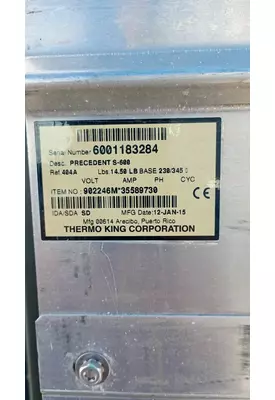 Serial Number 6001183284
Desc. PRECEDENT S-600
Ref. 404A Lbs 14.50 LB BASE 230/345
VOLT AMP PH CYC
ITEM NO : 902246M*35589730
IDA/SDA SD MFG Date: 12-JAN-15
Mfg 00614 Arecibo, Puerto Rico
THERMO KING CORPORATION
CE